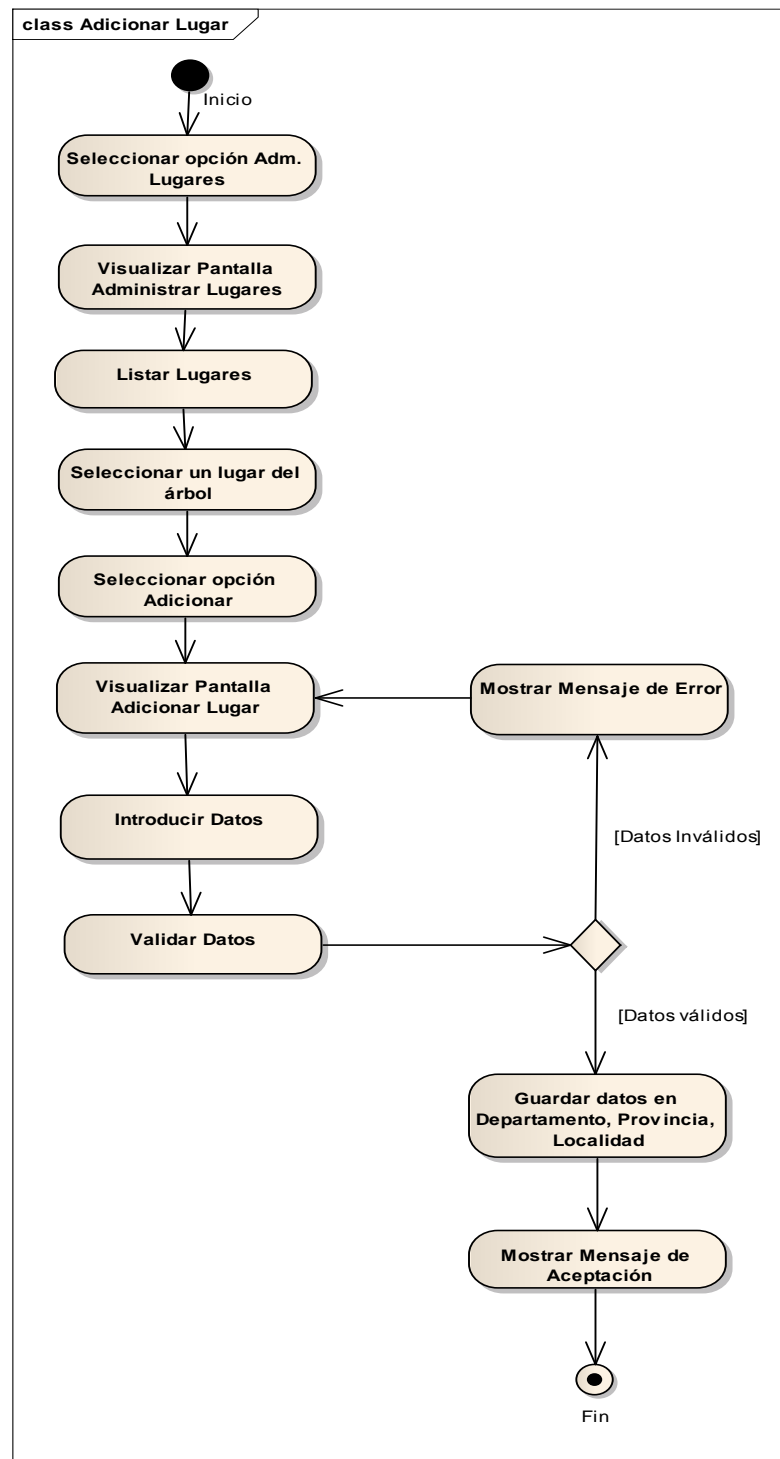 class Adicionar Lugar
Inicio
Seleccionar opción Adm.
Lugares
Visualizar Pantalla
Administrar Lugares
Listar Lugares
Seleccionar un lugar del
árbol
Seleccionar opción
Adicionar
Visualizar Pantalla
Adicionar Lugar
Mostrar Mensaje de Error
Introducir Datos
[Datos Inválidos]
Validar Datos
[Datos válidos]
Guardar datos en
Departamento, Provincia,
Localidad
Mostrar Mensaje de
Aceptación
Fin